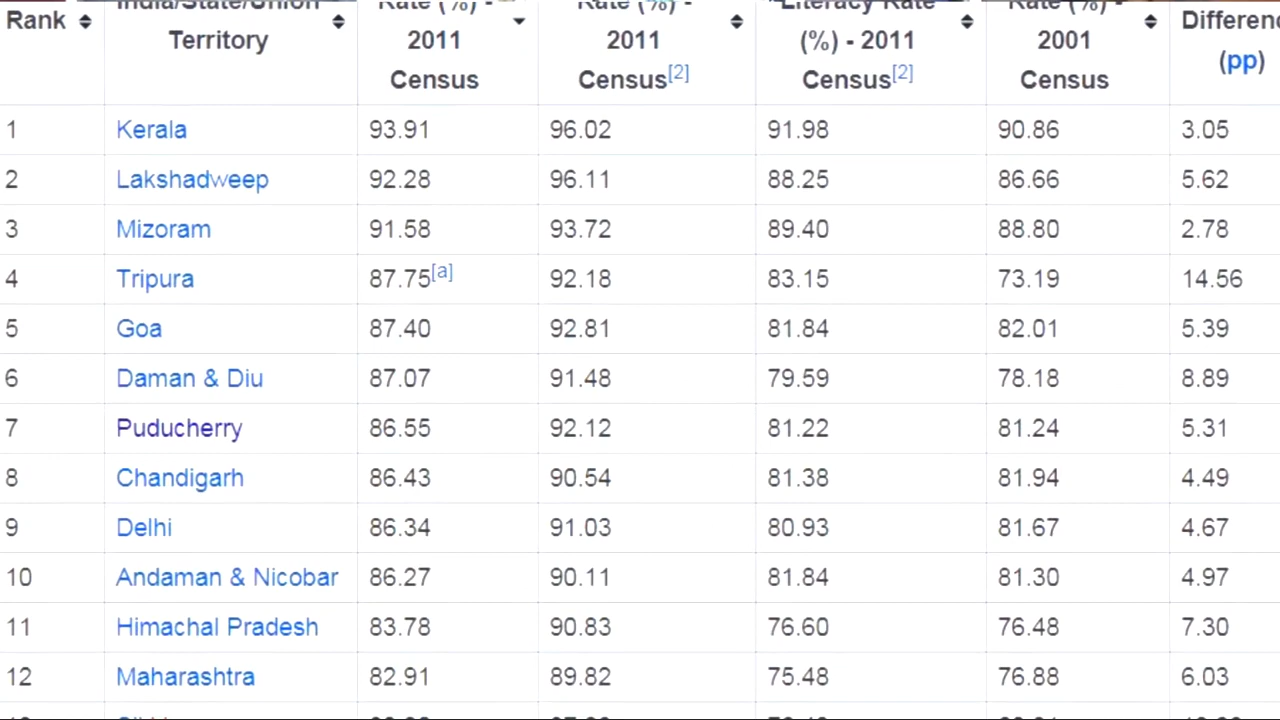 Rank India/State/Union Territory Rate (%) - 2011 Census Rate (%) - 2011 Census[2] Literacy Rate (%) - 2011 Census[2] Rate (%) - 2001 Census (pp)
1 Kerala 93.91 96.02 91.98 90.86 3.05
2 Lakshadweep 92.28 96.11 88.25 86.66 5.62
3 Mizoram 91.58 93.72 89.40 88.80 2.78
4 Tripura 87.75[a] 92.18 83.15 73.19 14.56
5 Goa 87.40 92.81 81.84 82.01 5.39
6 Daman & Diu 87.07 91.48 79.59 78.18 8.89
7 Puducherry 86.55 92.12 81.22 81.24 5.31
8 Chandigarh 86.43 90.54 81.38 81.94 4.49
9 Delhi 86.34 91.03 80.93 81.67 4.67
10 Andaman & Nicobar 86.27 90.11 81.84 81.30 4.97
11 Himachal Pradesh 83.78 90.83 76.60 76.48 7.30
12 Maharashtra 82.91 89.82 75.48 76.88 6.03